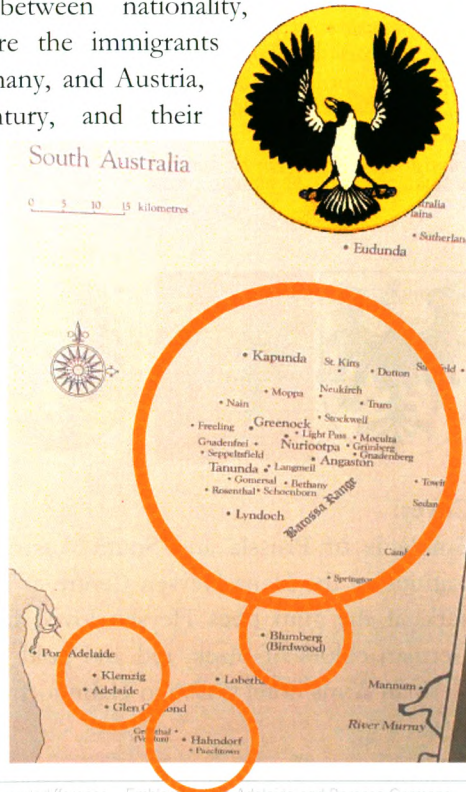 between nationality,
re the immigrants
many, and Austria,
ntury, and their
South Australia
0 5 10 15 kilometres
Sutherlan
Eudunda
Kapunda
St. Kitts
Dutton
Moppa
Neukirch
Nain
Truro
Stockwell
Freeling
Greenock
Light Pass
Moculta
Gnadenfrei
Nuriootpa
Grünberg
Seppeltsfield
Gnadenberg
Angaston
Tanunda
Langmeil
Gomersal
Bethany
Rosenthal
Schoenborn
Sedan
Lyndoch
Barossa Range
Springton
Blumberg
(Birdwood)
Port Adelaide
Klemzig
Adelaide
Lobethal
Mannum
Glen Osmond
River Murray
Hahndorf
Paechtown